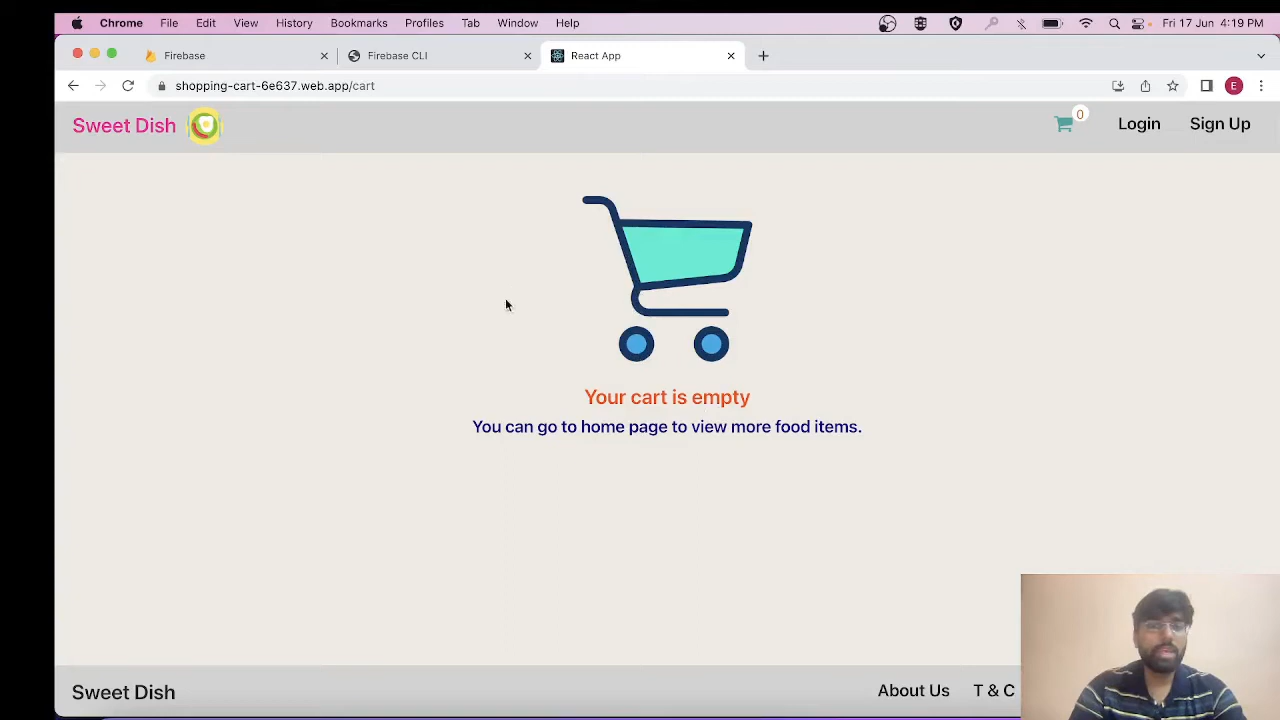 Chrome File Edit View History Bookmarks Profiles Tab Window Help Fri 17 Jun 4:19 PM
Firebase Firebase CLI React App
shopping-cart-6e637.web.app/cart E
Sweet Dish 0 Login Sign Up
Your cart is empty
You can go to home page to view more food items.
Sweet Dish About Us T & C